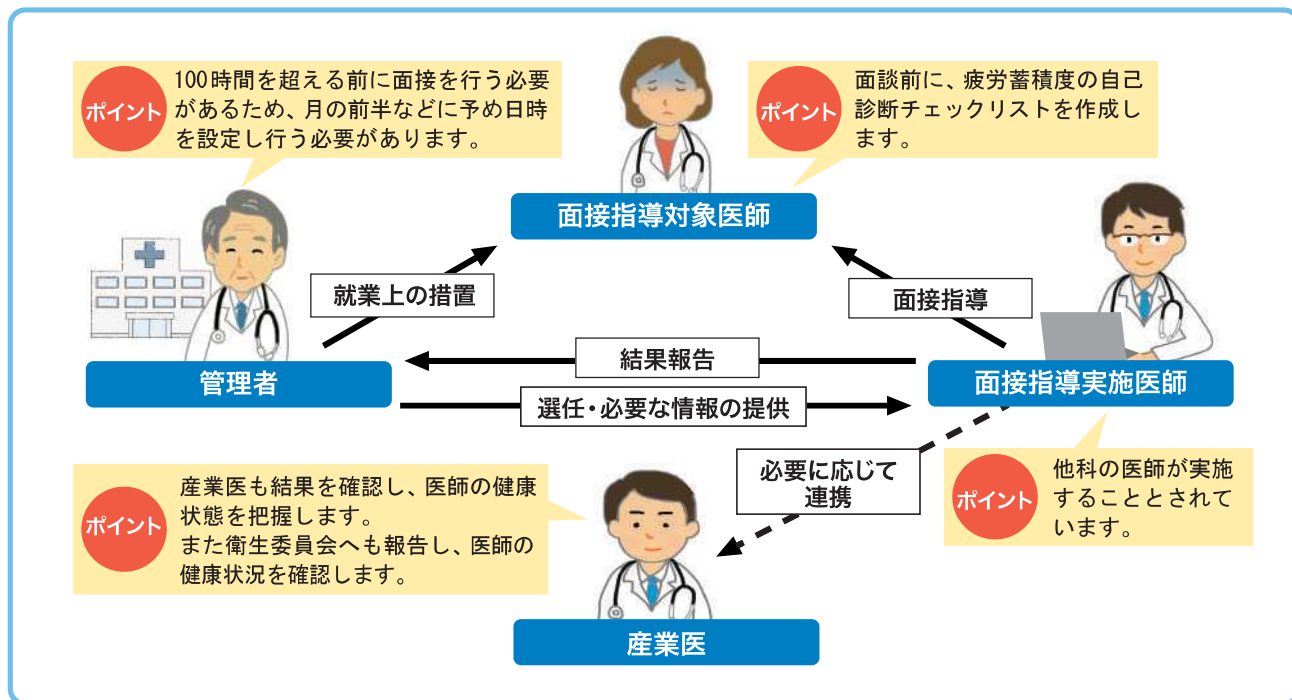 ポイント
100時間を超える前に面接を行う必要
があるため、月の前半などに予め日時
を設定し行う必要があります。
ポイント
面談前に、疲労蓄積度の自己
診断チェックリストを作成し
ます。
面接指導対象医師
就業上の措置
面接指導
結果報告
管理者
面接指導実施医師
選任・必要な情報の提供
必要に応じて
連携
ポイント
産業医も結果を確認し、医師の健康
状態を把握します。
また衛生委員会へも報告し、医師の
健康状況を確認します。
ポイント
他科の医師が実施
することとされて
います。
産業医